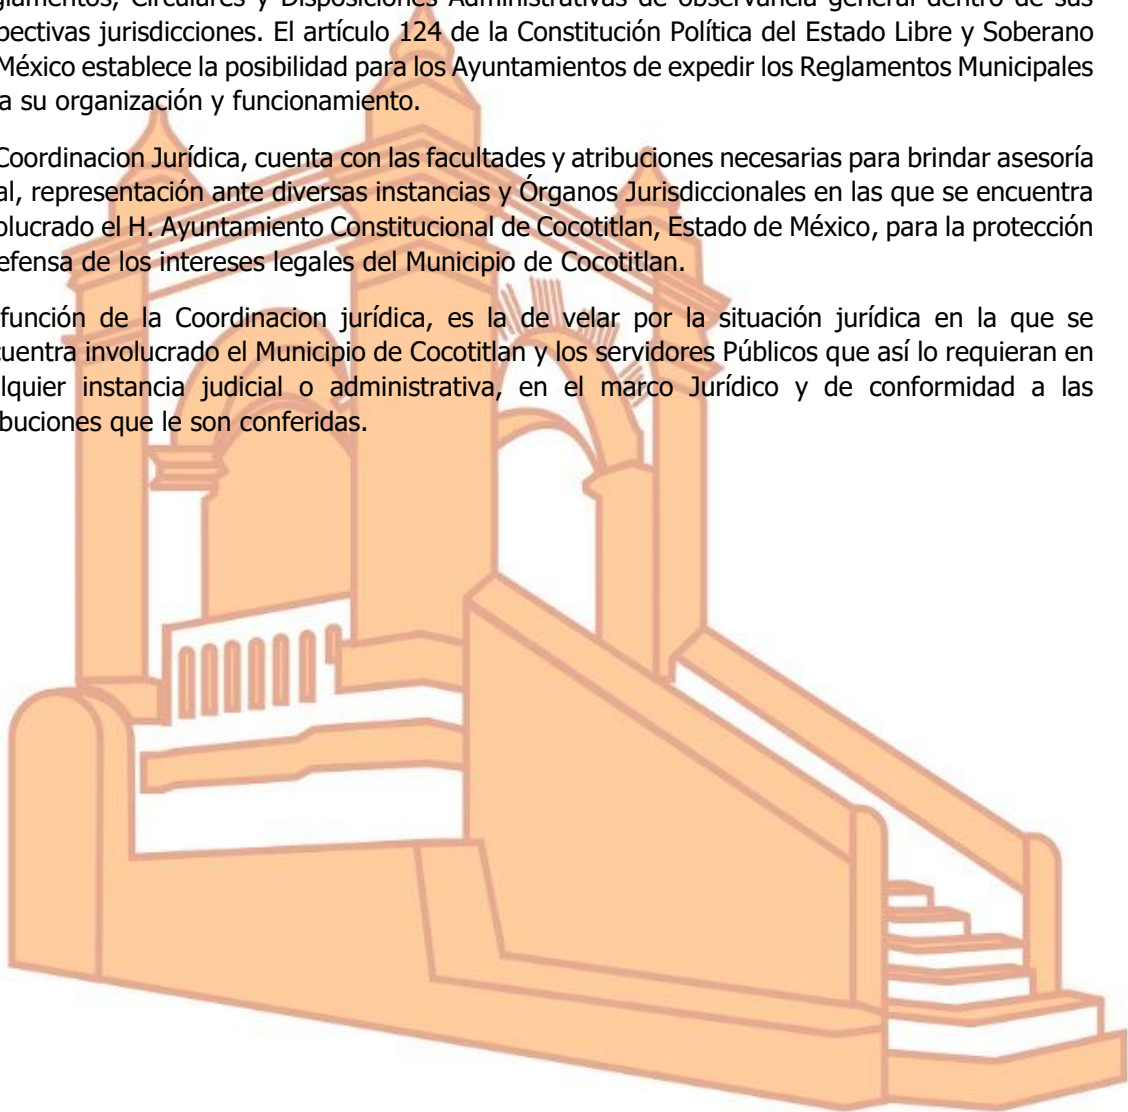 glamentos, Circulares y Disposiciones Administrativas de observancia general dentro de sus
pectivas jurisdicciones. El artículo 124 de la Constitución Política del Estado Libre y Soberano
México establece la posibilidad para los Ayuntamientos de expedir los Reglamentos Municipales
a su organización y funcionamiento.
Coordinacion Jurídica, cuenta con las facultades y atribuciones necesarias para brindar asesoría
al, representación ante diversas instancias y Órganos Jurisdiccionales en las que se encuentra
olucrado el H. Ayuntamiento Constitucional de Cocotitlan, Estado de México, para la protección
efensa de los intereses legales del Municipio de Cocotitlan.
función de la Coordinacion jurídica, es la de velar por la situación jurídica en la que se
uentra involucrado el Municipio de Cocotitlan y los servidores Públicos que así lo requieran en
lquier instancia judicial o administrativa, en el marco Jurídico y de conformidad a las
buciones que le son conferidas.